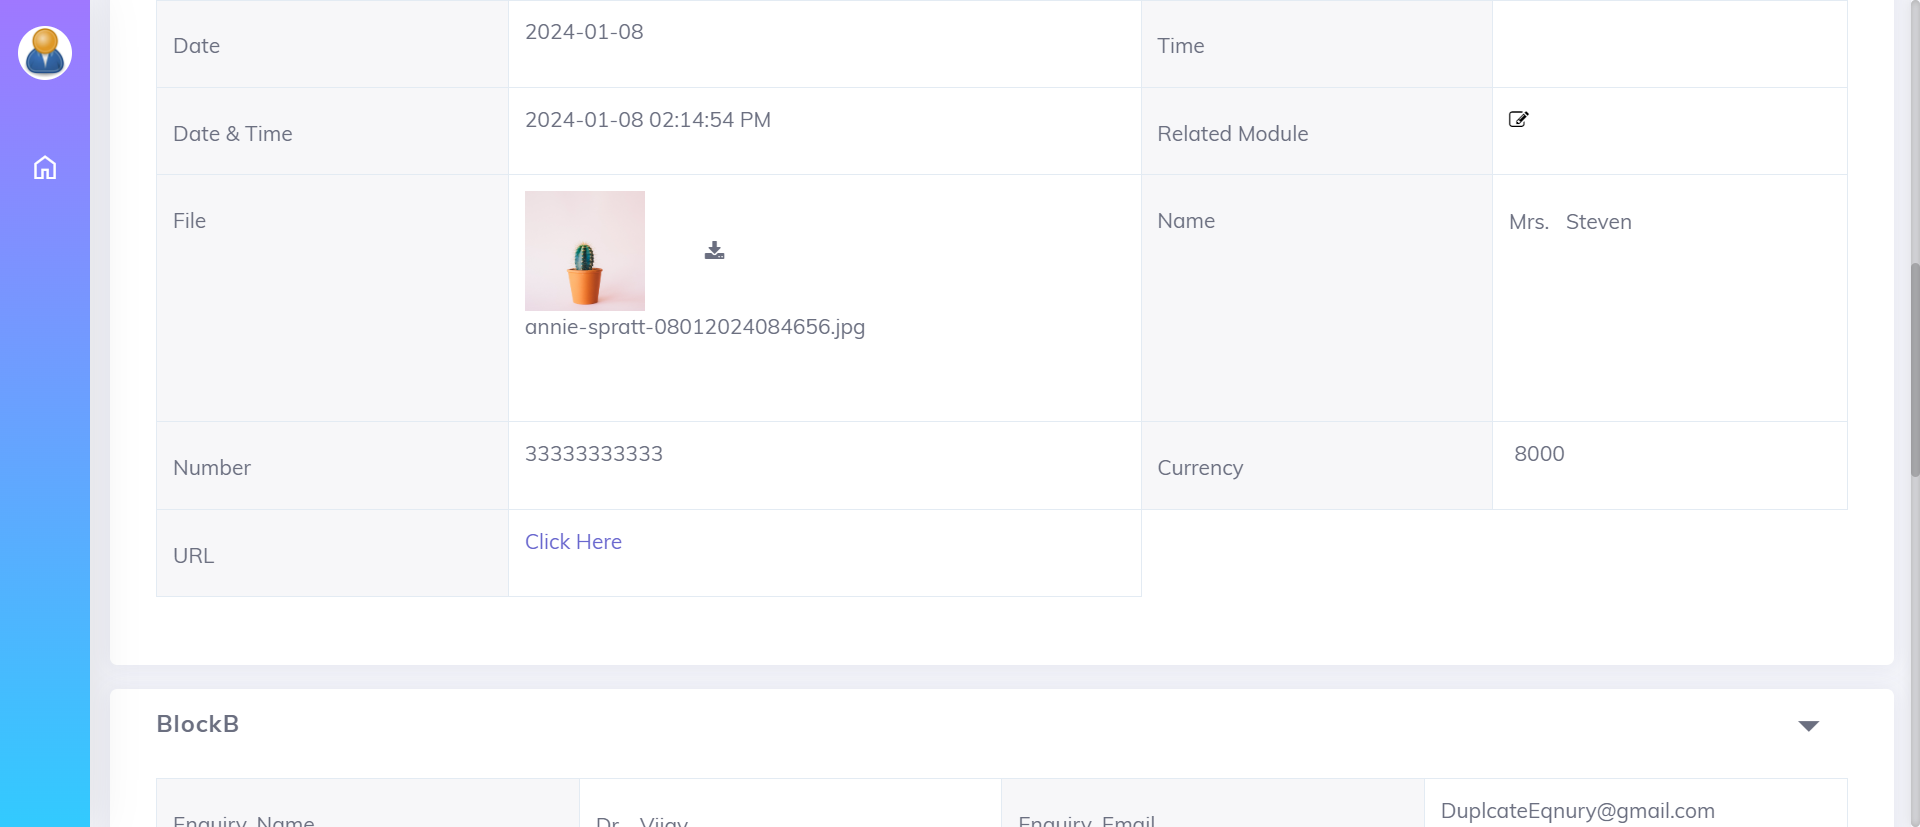 Date 2024-01-08 Time
Date & Time 2024-01-08 02:14:54 PM Related Module
File Name Mrs. Steven
annie-spratt-08012024084656.jpg
Number 33333333333 Currency 8000
URL Click Here
BlockB
Enquiry Name Dr. Vijay Enquiry Email DuplcateEqnury@gmail.com